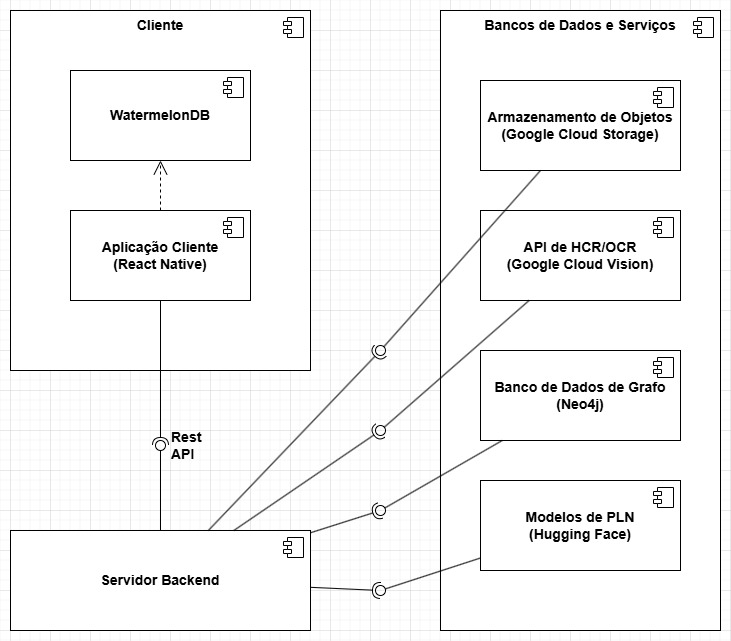 Cliente
WatermelonDB
Aplicação Cliente
(React Native)
Rest
API
Servidor Backend
Bancos de Dados e Serviços
Armazenamento de Objetos
(Google Cloud Storage)
API de HCR/OCR
(Google Cloud Vision)
Banco de Dados de Grafo
(Neo4j)
Modelos de PLN
(Hugging Face)